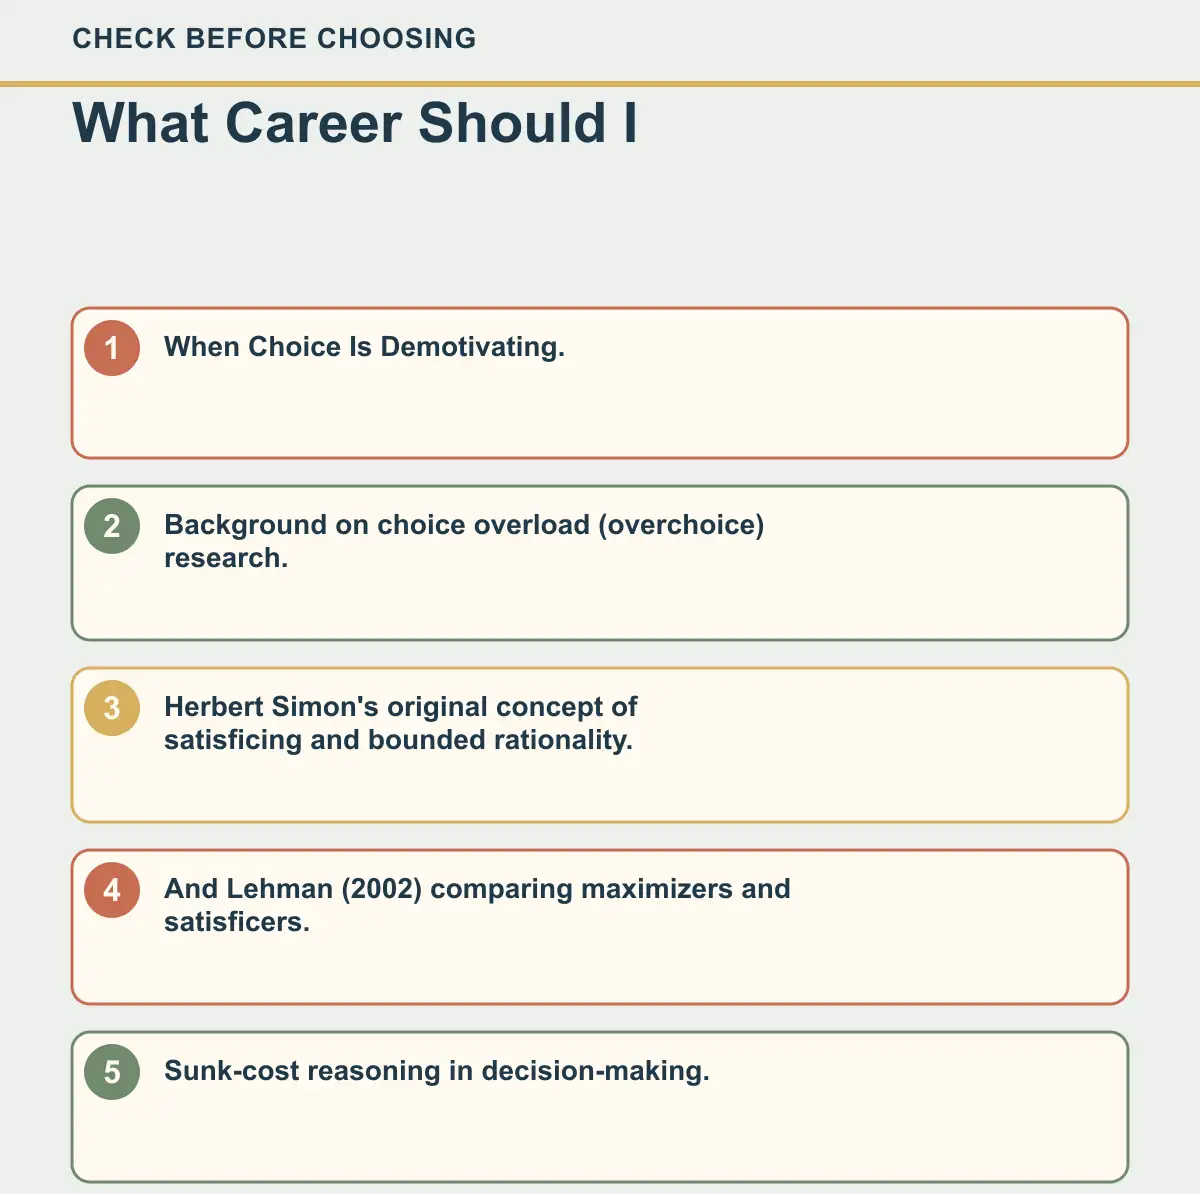 CHECK BEFORE CHOOSING
What Career Should I
1
When Choice Is Demotivating.
2
Background on choice overload (overchoice)
research.
3
Herbert Simon's original concept of
satisficing and bounded rationality.
4
And Lehman (2002) comparing maximizers and
satisficers.
5
Sunk-cost reasoning in decision-making.